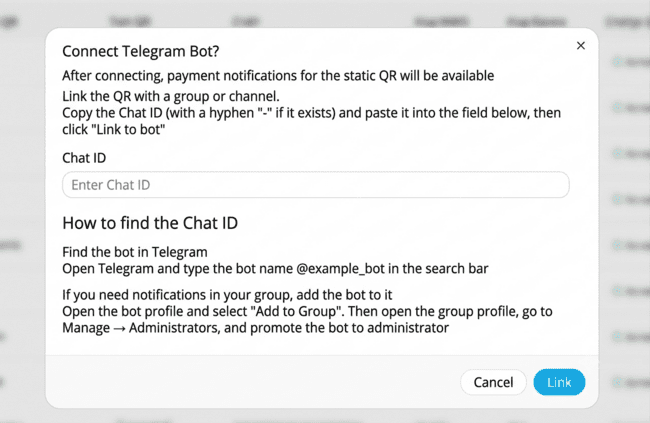 Connect Telegram Bot?
After connecting, payment notifications for the static QR will be available
Link the QR with a group or channel.
Copy the Chat ID (with a hyphen "-" if it exists) and paste it into the field below, then
click "Link to bot"
Chat ID
Enter Chat ID
How to find the Chat ID
Find the bot in Telegram
Open Telegram and type the bot name @example_bot in the search bar
If you need notifications in your group, add the bot to it
Open the bot profile and select "Add to Group". Then open the group profile, go to
Manage → Administrators, and promote the bot to administrator
Cancel
Link